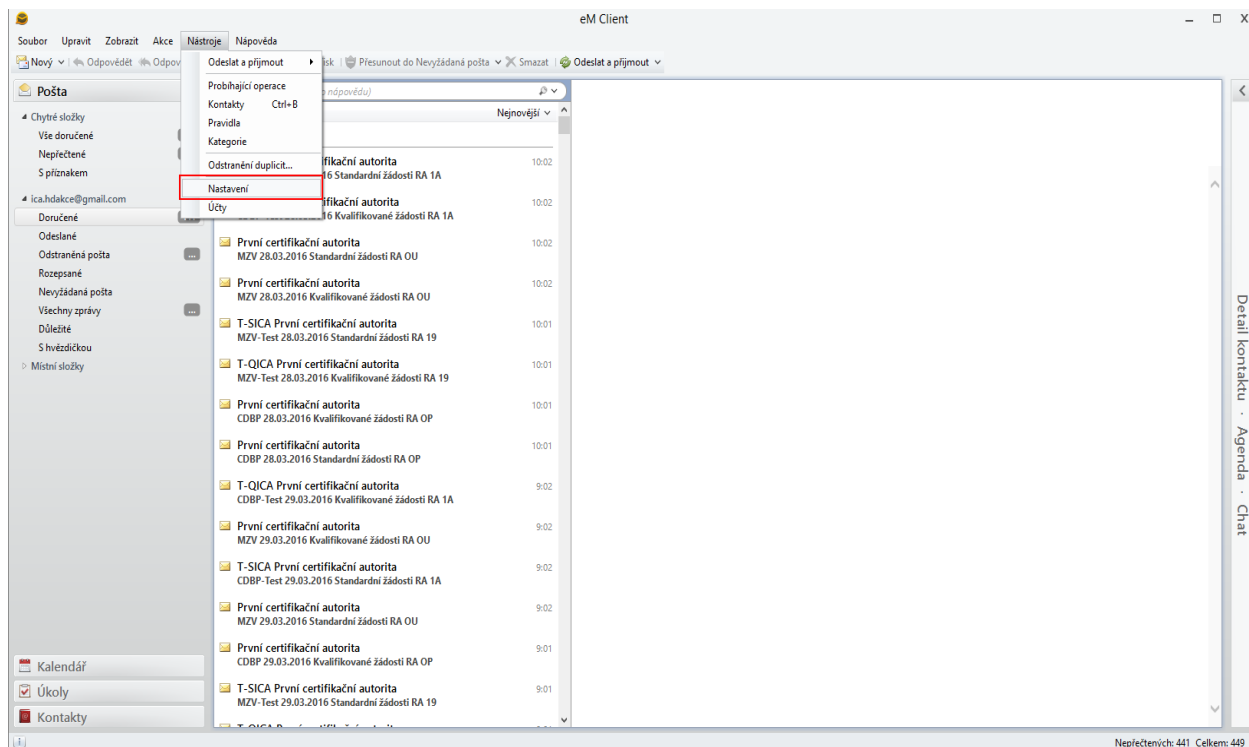 eM Client
Soubor Upravit Zobrazit Akce Nástroje Nápověda
Nový Odpovědět Odpov isk Přesunout do Nevyžádaná pošta Smazat Odeslat a přijmout
Odeslat a přijmout
Probíhající operace
Kontakty Ctrl+B
Pravidla
Kategorie
Odstranění duplicit...
Nastavení
Účty
Pošta
Chytré složky
Vše doručené
Nepřečtené
S příznakem
ica.hdakce@gmail.com
Doručené
Odeslané
Odstraněná pošta ...
Rozepsané
Nevyžádaná pošta
Všechny zprávy ...
Důležité
S hvězdičkou
Místní složky
Kalendář
Úkoly
Kontakty
nápovědu)
Nejnovější
fikační autorita 10:02
16 Standardní žádosti RA 1A
ifikační autorita 10:02
16 Kvalifikované žádosti RA 1A
První certifikační autorita 10:02
MZV 28.03.2016 Standardní žádosti RA OU
První certifikační autorita 10:02
MZV 28.03.2016 Kvalifikované žádosti RA OU
T-SICA První certifikační autorita 10:01
MZV-Test 28.03.2016 Standardní žádosti RA 19
T-QICA První certifikační autorita 10:01
MZV-Test 28.03.2016 Kvalifikované žádosti RA 19
První certifikační autorita 10:01
CDBP 28.03.2016 Kvalifikované žádosti RA OP
První certifikační autorita 10:01
CDBP 28.03.2016 Standardní žádosti RA OP
T-QICA První certifikační autorita 9:02
CDBP-Test 29.03.2016 Kvalifikované žádosti RA 1A
První certifikační autorita 9:02
MZV 29.03.2016 Kvalifikované žádosti RA OU
T-SICA První certifikační autorita 9:02
CDBP-Test 29.03.2016 Standardní žádosti RA 1A
První certifikační autorita 9:02
MZV 29.03.2016 Standardní žádosti RA OU
První certifikační autorita 9:01
CDBP 29.03.2016 Kvalifikované žádosti RA OP
T-SICA První certifikační autorita 9:01
MZV-Test 29.03.2016 Standardní žádosti RA 19
Detail kontaktu · Agenda · Chat
Nepřečtených: 441 Celkem: 449